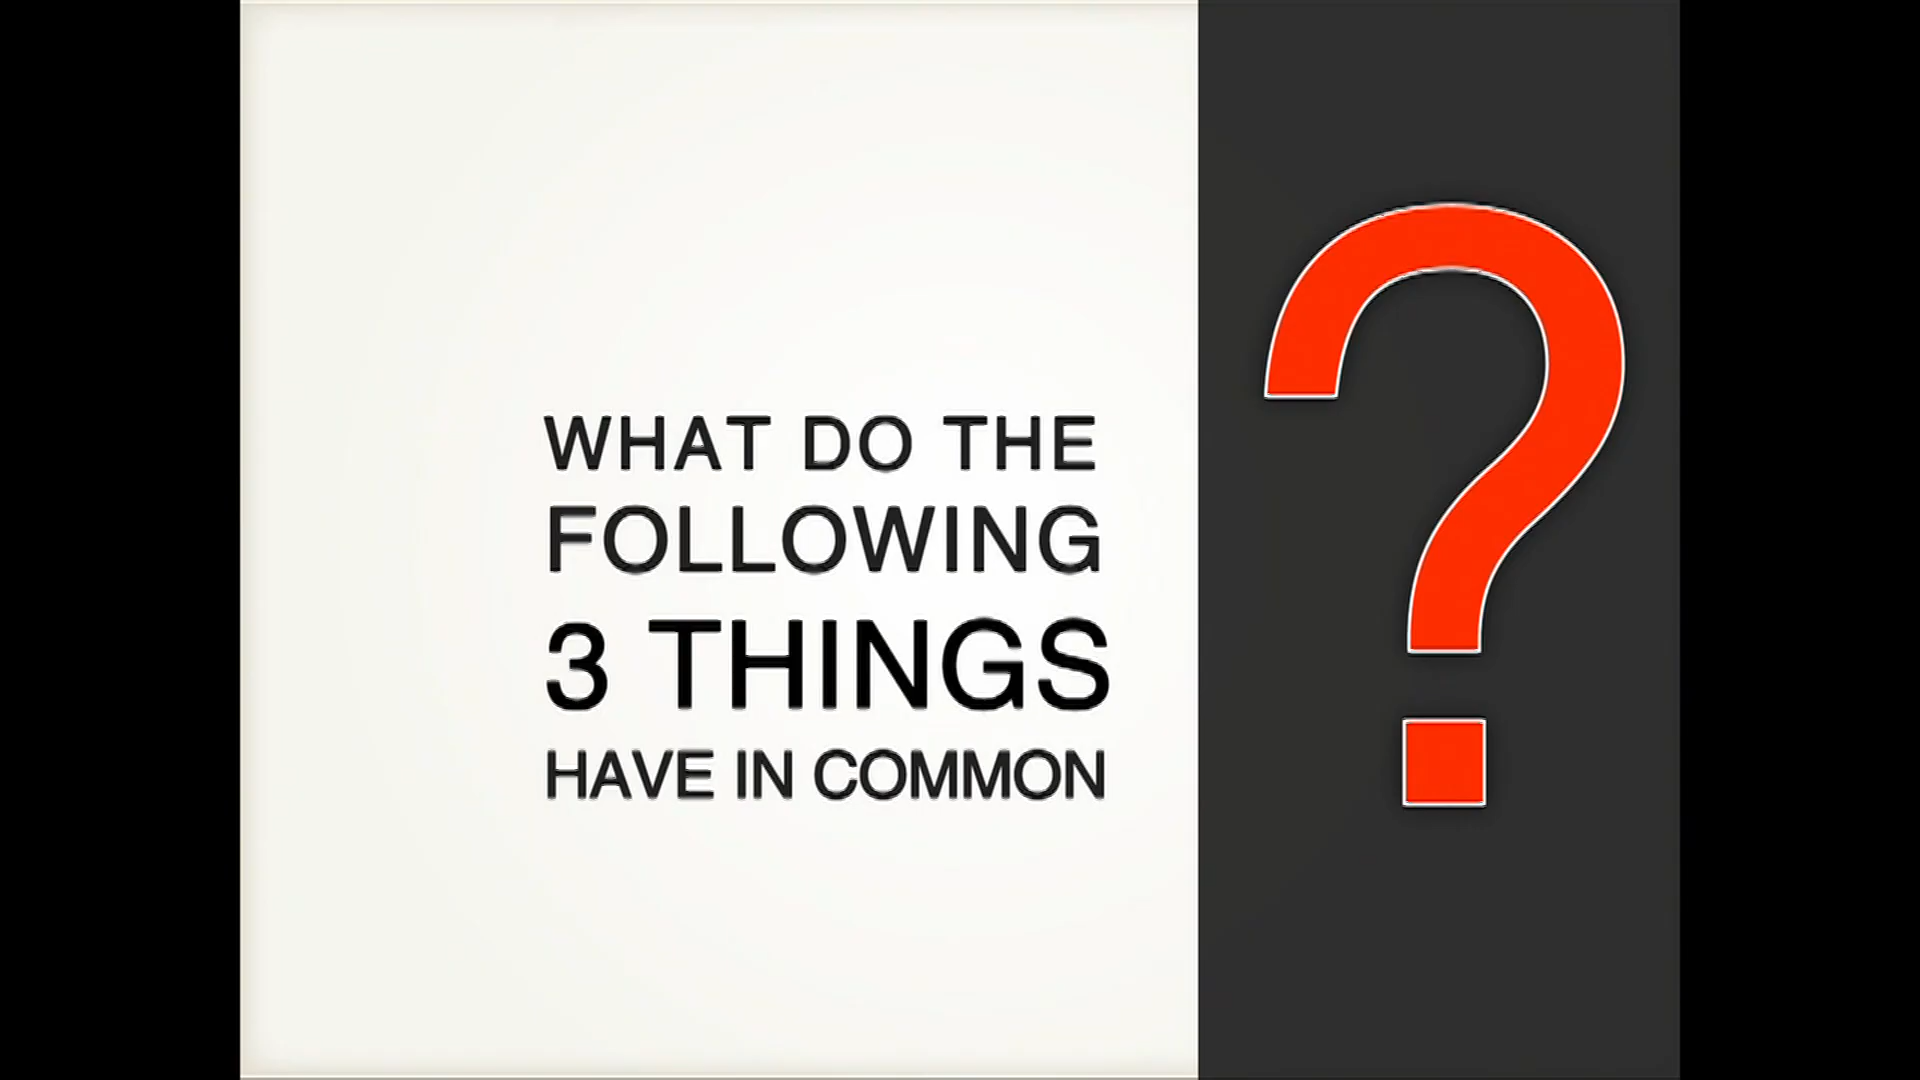 WHAT DO THE
FOLLOWING
3 THINGS
HAVE IN COMMON
?